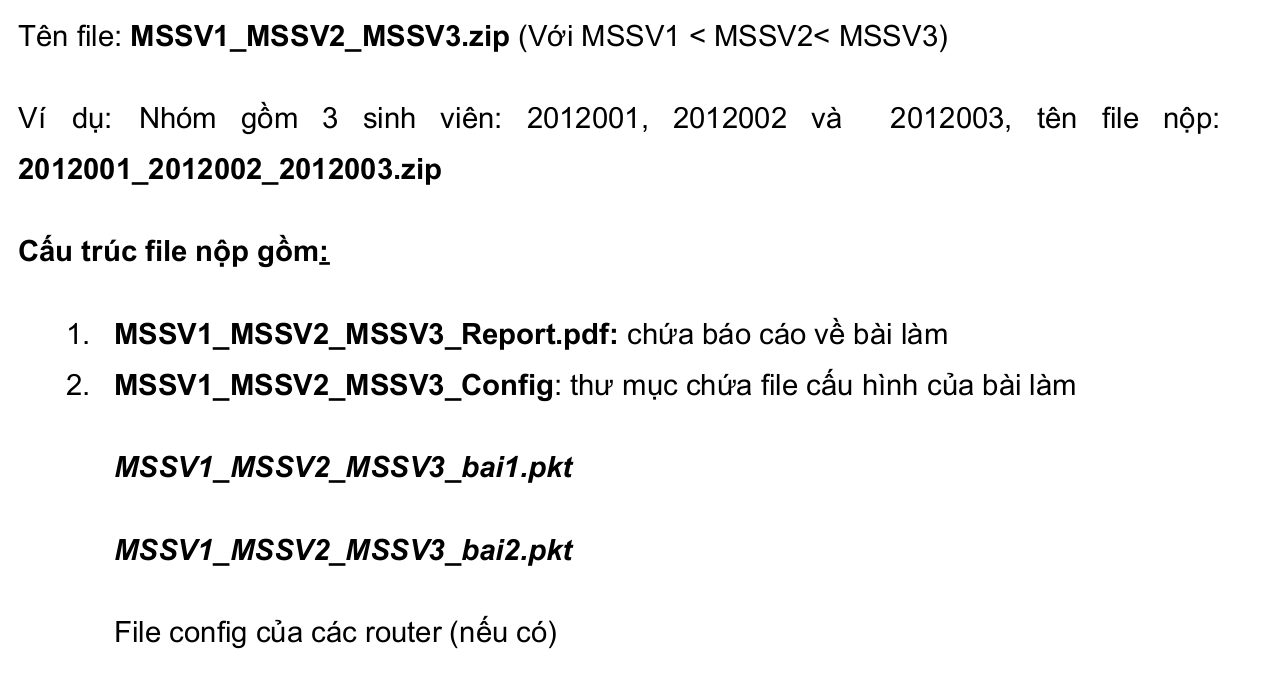 Tên file: MSSV1_MSSV2_MSSV3.zip (Với MSSV1 < MSSV2< MSSV3)
Ví dụ: Nhóm gồm 3 sinh viên: 2012001, 2012002 và 2012003, tên file nộp:
2012001_2012002_2012003.zip
Cấu trúc file nộp gồm:
1. MSSV1_MSSV2_MSSV3_Report.pdf: chứa báo cáo về bài làm
2. MSSV1_MSSV2_MSSV3_Config: thư mục chứa file cấu hình của bài làm
MSSV1_MSSV2_MSSV3_bai1.pkt
MSSV1_MSSV2_MSSV3_bai2.pkt
File config của các router (nếu có)